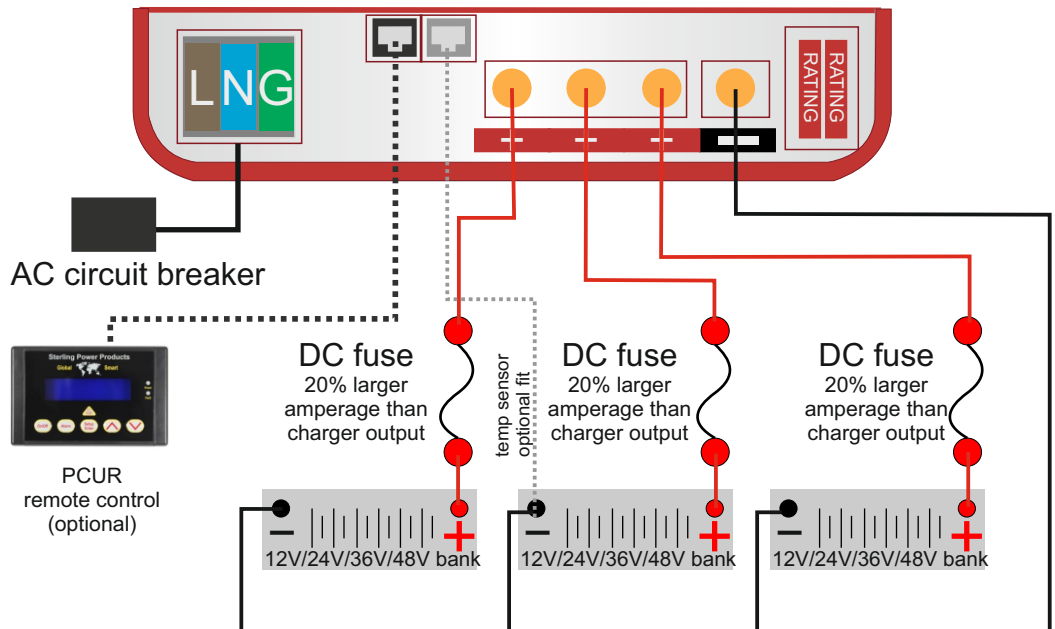 L N G
RATING
RATING
AC circuit breaker
Sterling Power Products
Global Smart
PCUR
remote control
(optional)
DC fuse
20% larger
amperage than
charger output
temp sensor
optional fit
DC fuse
20% larger
amperage than
charger output
DC fuse
20% larger
amperage than
charger output
12V/24V/36V/48V bank
12V/24V/36V/48V bank
12V/24V/36V/48V bank